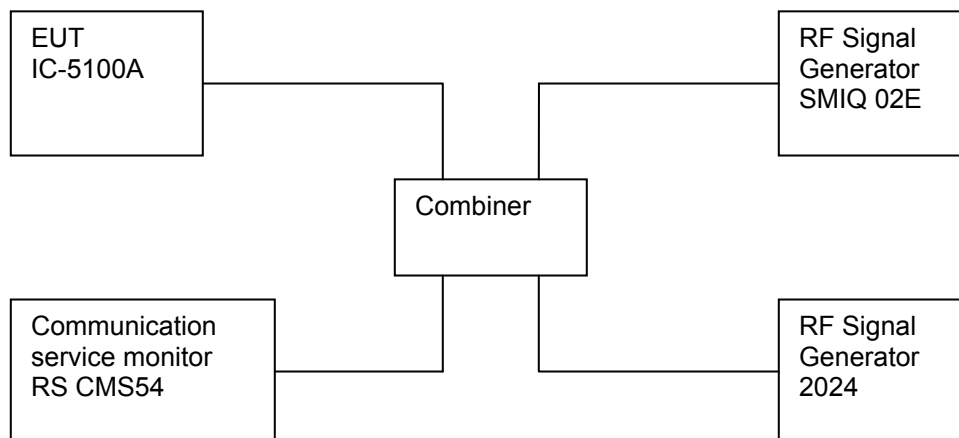 EUT
IC-5100A
RF Signal
Generator
SMIQ 02E
Combiner
Communication
service monitor
RS CMS54
RF Signal
Generator
2024